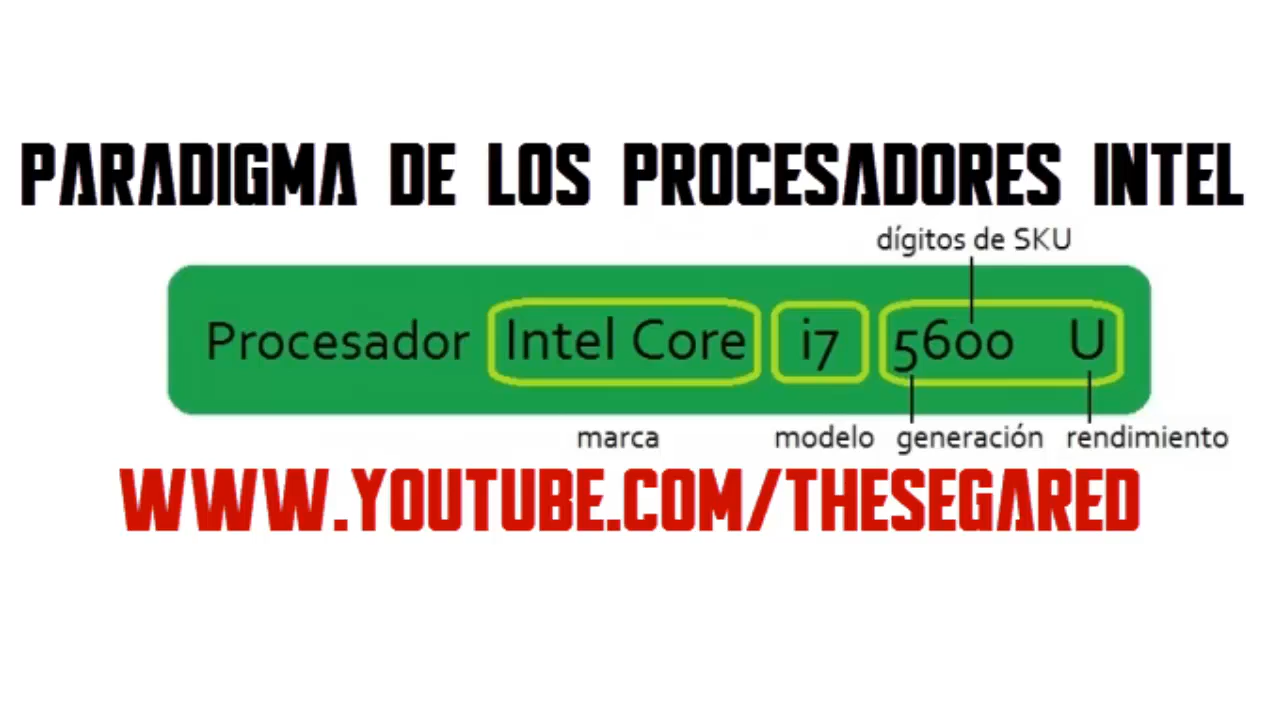 PARADIGMA DE LOS PROCESADORES INTEL
dígitos de SKU
Procesador Intel Core i7 5600 U
marca modelo generación rendimiento
WWW.YOUTUBE.COM/THESEGARED